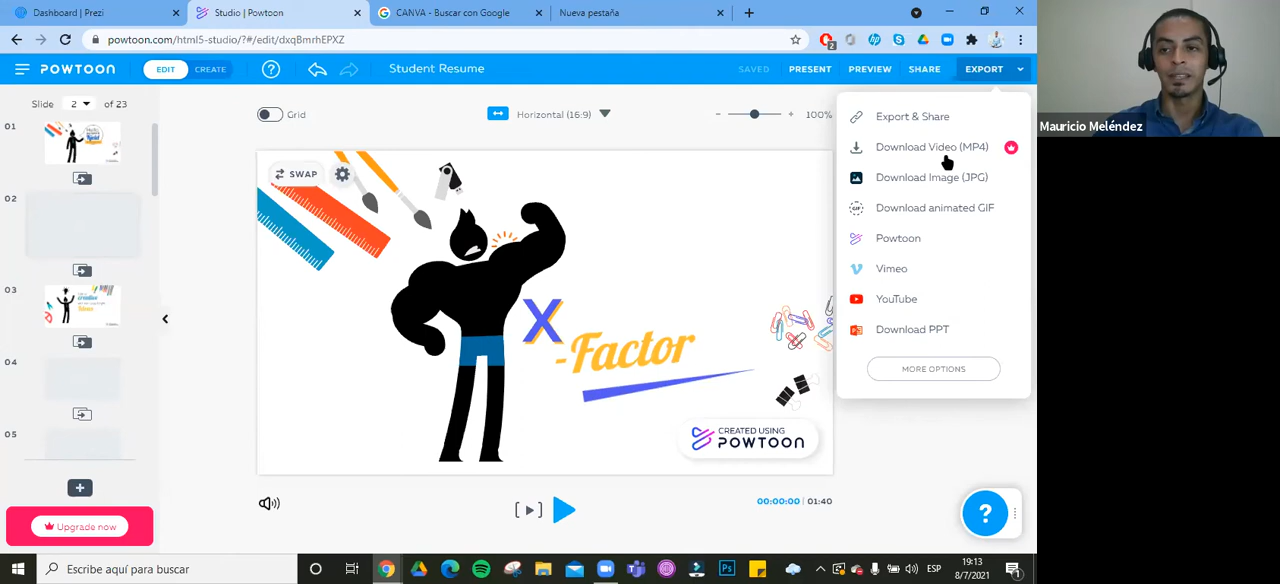 Dashboard | Prezi
Studio | Powtoon
CANVA - Buscar con Google
Nueva pestaña
powtoon.com/html5-studio/?#/edit/dxqBmrhEPXZ
2
POWTOON
EDIT
CREATE
Student Resume
SAVED
PRESENT
PREVIEW
SHARE
EXPORT
Slide 2 of 23
Grid
Horizontal (16:9)
100%
01
02
03
04
05
SWAP
X
-Factor
CREATED USING
POWTOON
Export & Share
Download Video (MP4)
Download Image (JPG)
Download animated GIF
GIF
Powtoon
Vimeo
YouTube
Download PPT
MORE OPTIONS
Mauricio Meléndez
00:00:00 | 01:40
Upgrade now
?
Escribe aquí para buscar
ESP
19:13
8/7/2021
1